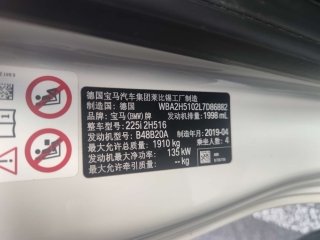 德国宝马汽车集团莱比锡工厂制造
制造国：德国 WBA2H5102L7D86882
品牌：宝马(BMW)牌 发动机排量：1998 mL
整车型号：225i 2H516
发动机型号：B48B20A 制造年月：2019-04
最大允许总质量：1910 kg 乘坐人数：4
发动机最大净功率：135 kW
最大允许牵引质量：-- kg